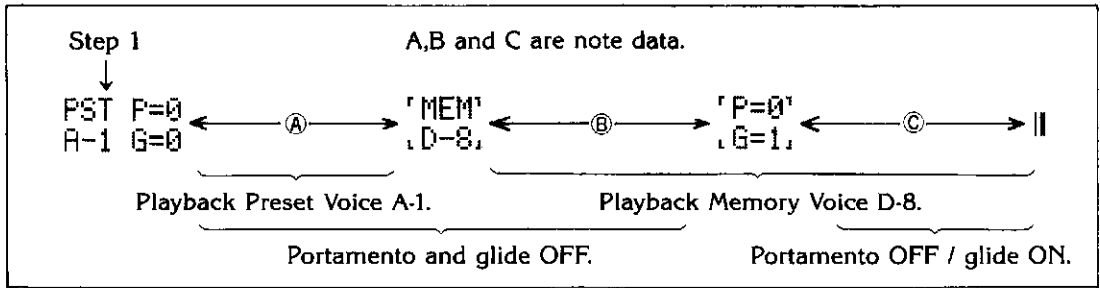 Step 1 A,B and C are note data.
PST P=0 Ⓐ ⸢MEM⸣ Ⓑ ⸢P=0⸣ Ⓒ
A-1 G=0 ⸤D-8⸥ ⸤G=1⸥
Playback Preset Voice A-1. Playback Memory Voice D-8.
Portamento and glide OFF. Portamento OFF / glide ON.